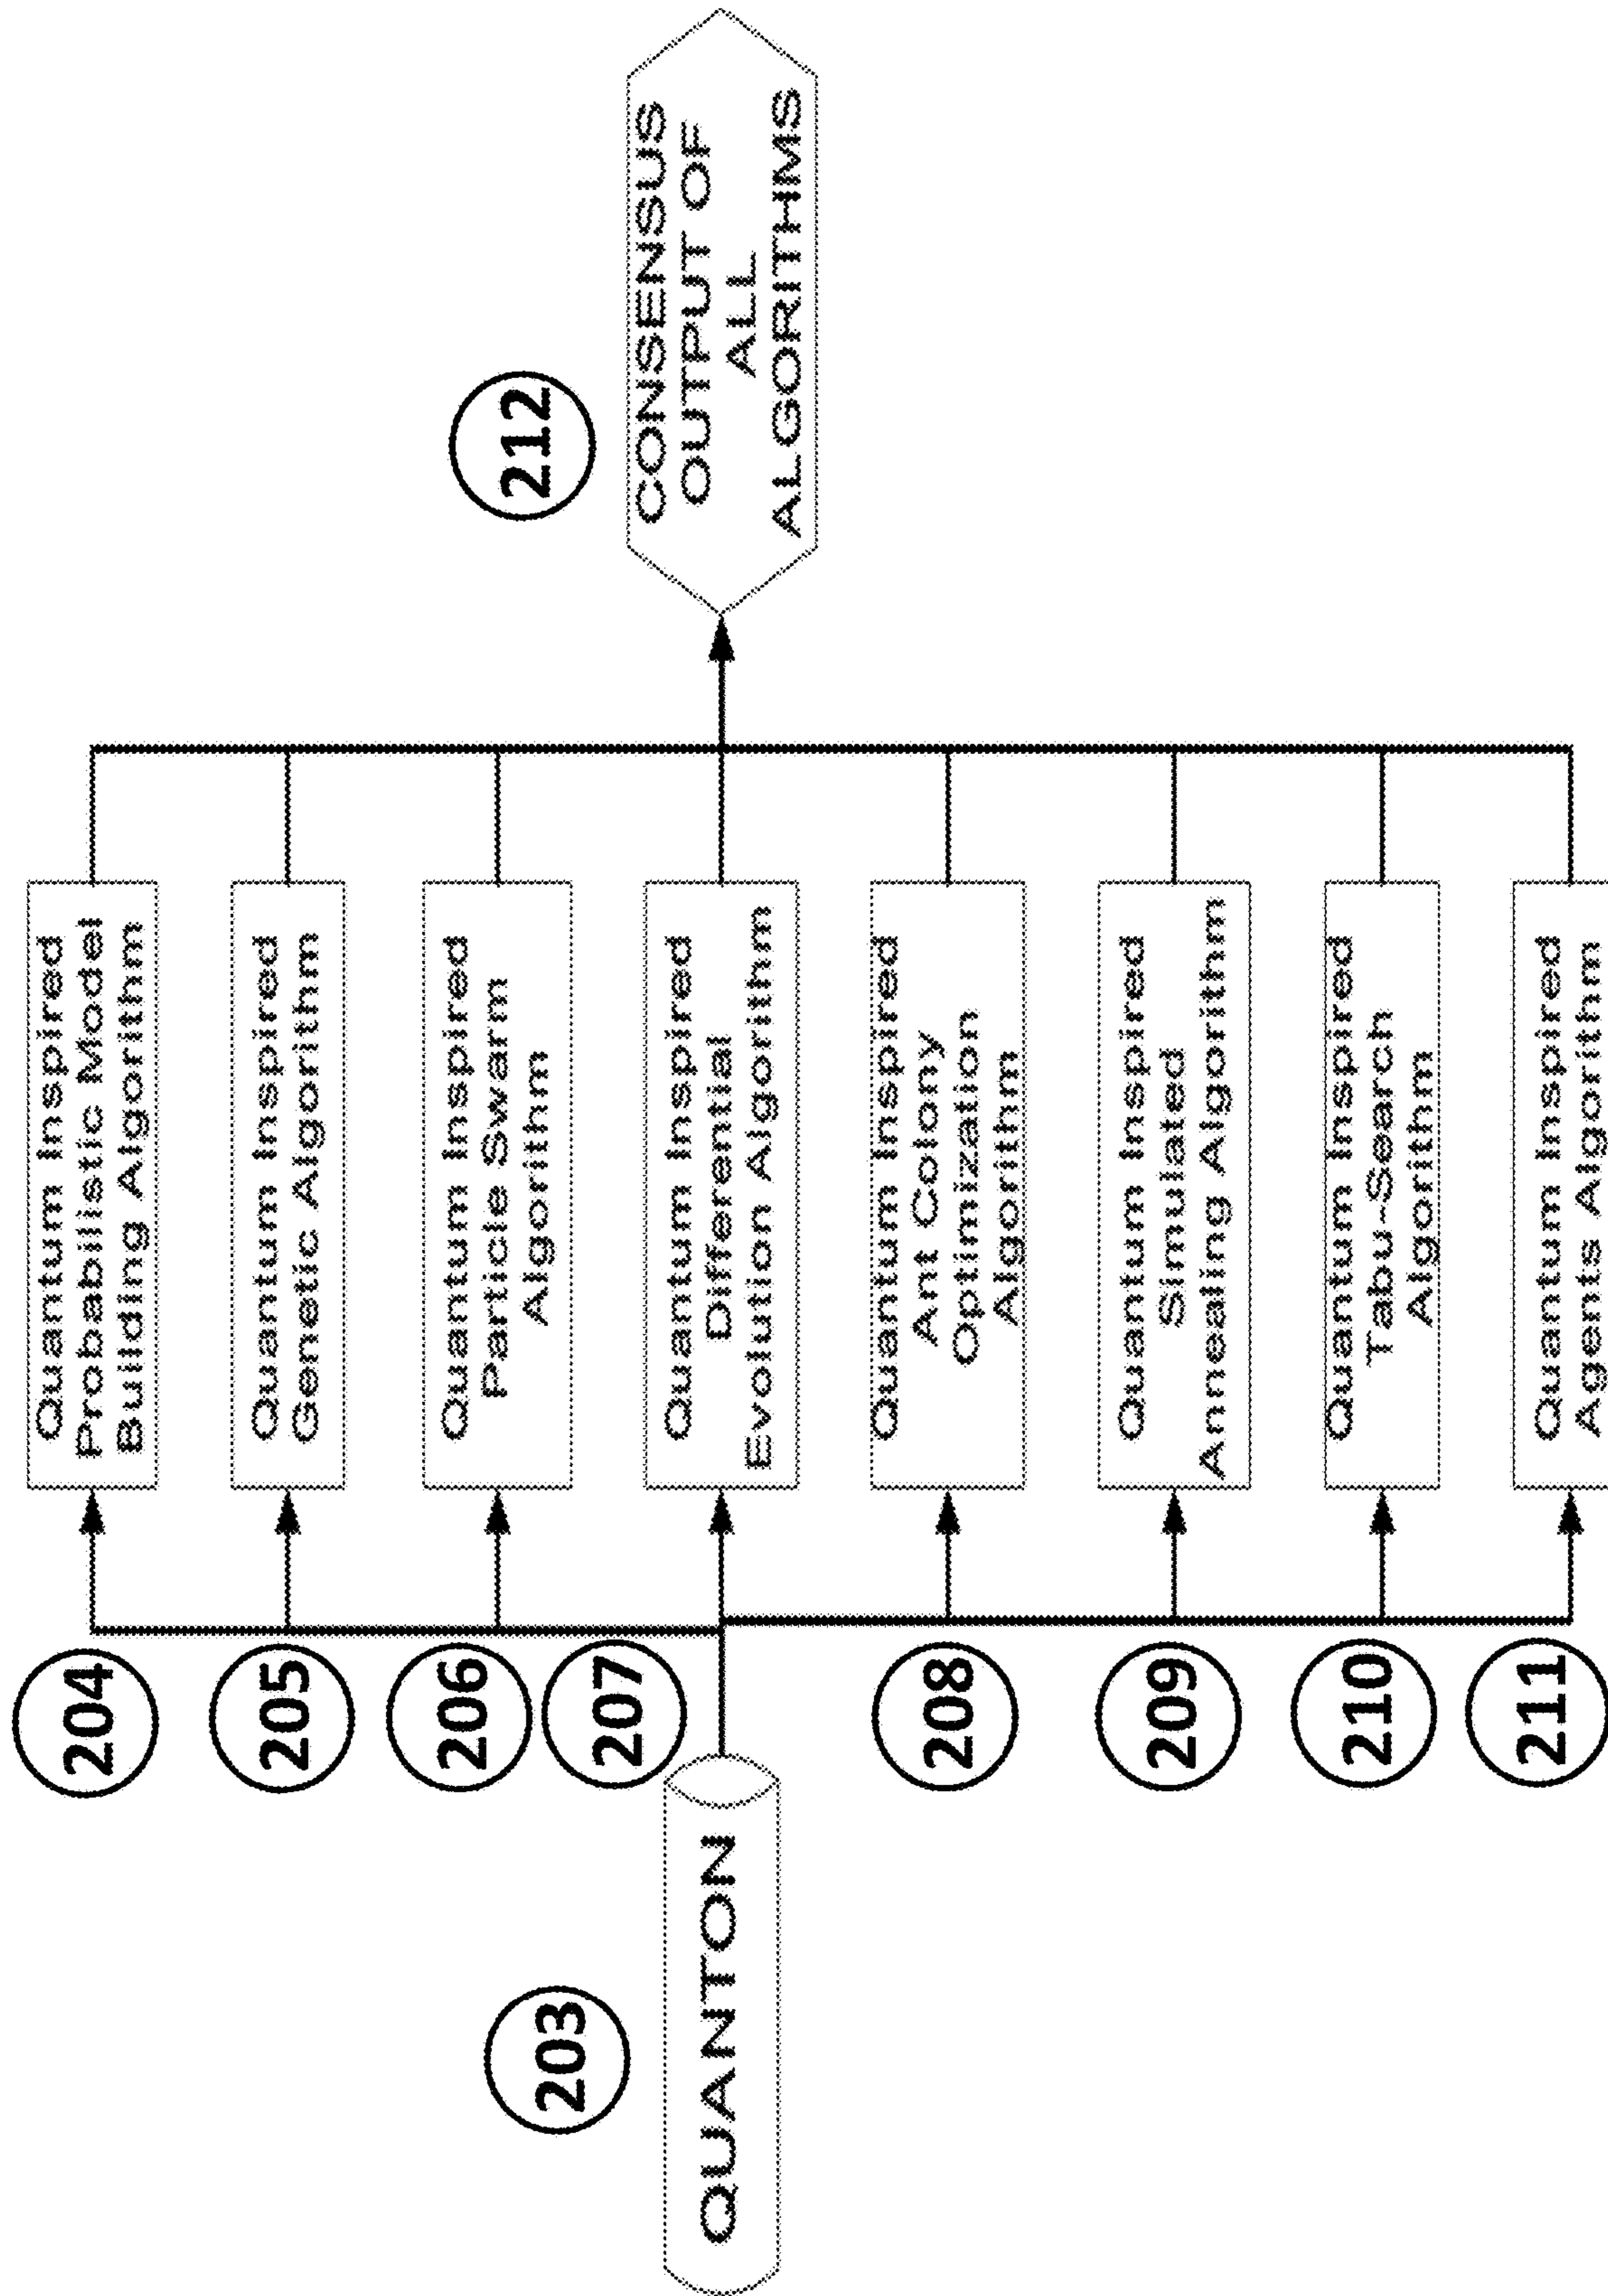 203
QUANTON
204
Quantum Inspired
Probabilistic Model
Building Algorithm
205
Quantum Inspired
Genetic Algorithm
206
Quantum Inspired
Particle Swarm
Algorithm
207
Quantum Inspired
Differential
Evolution Algorithm
208
Quantum Inspired
Ant Colony
Optimization
Algorithm
209
Quantum Inspired
Simulated
Annealing Algorithm
210
Quantum Inspired
Tabu-Search
Algorithm
211
Quantum Inspired
Agents Algorithm
212
CONSENSUS
OUTPUT OF
ALL
ALGORITHMS